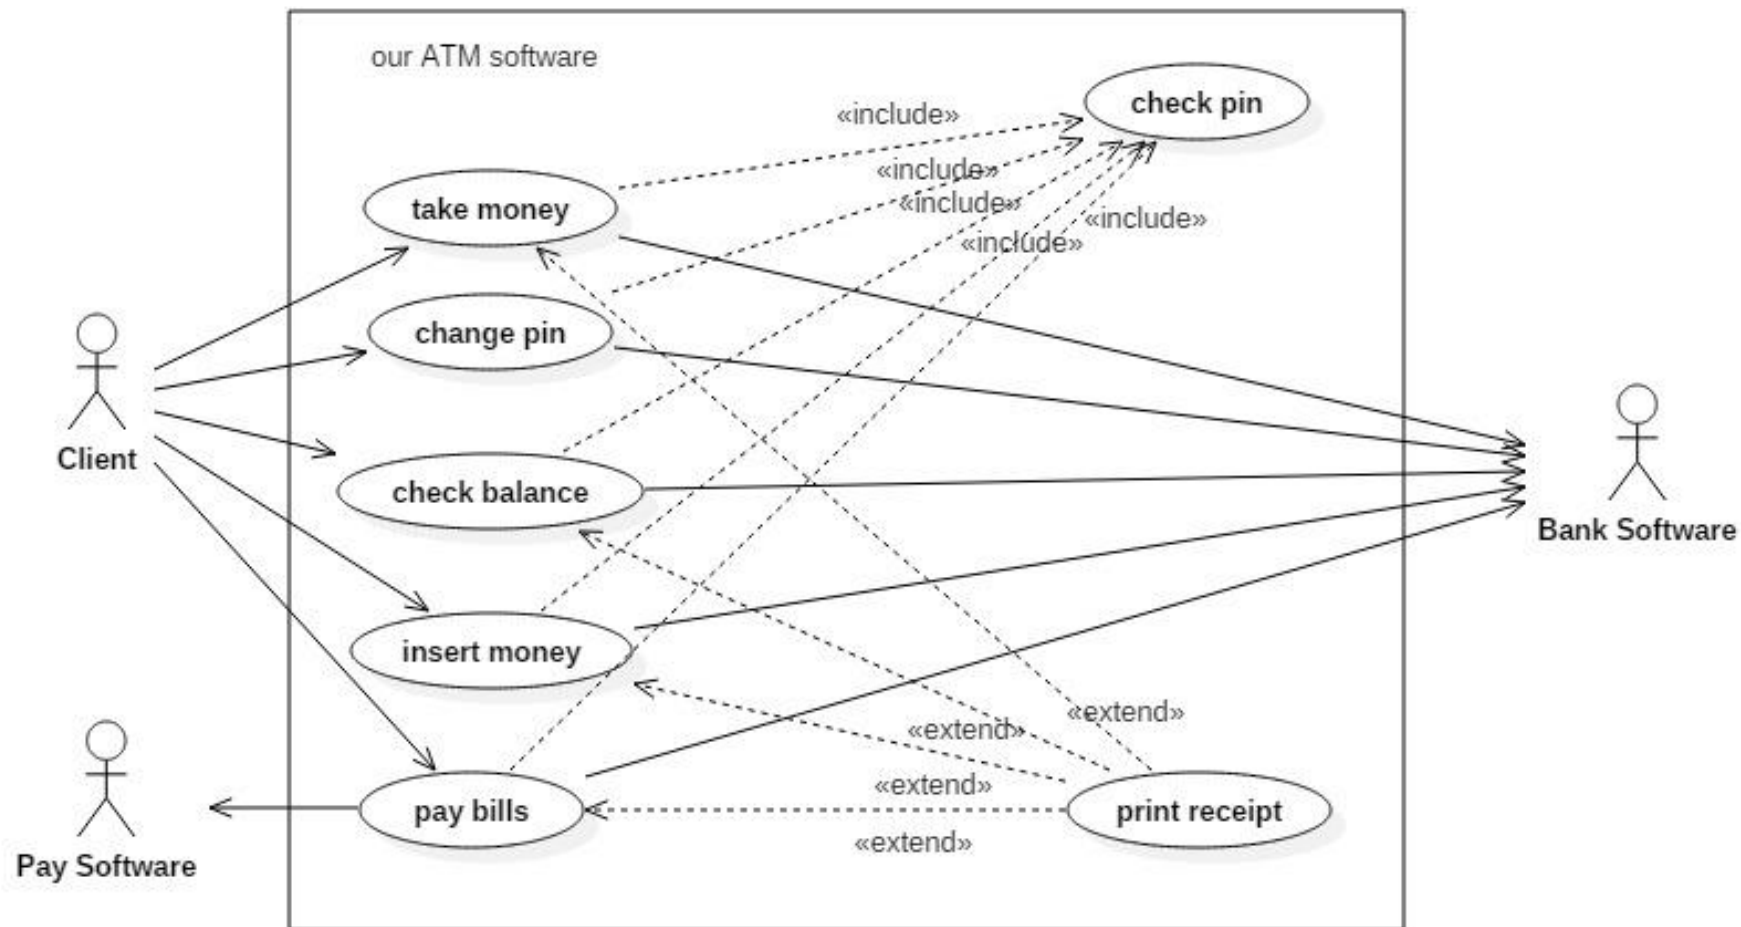 our ATM software
check pin
«include»
«include»
«include»
«include»
«include»
take money
change pin
Client
check balance
Bank Software
insert money
«extend»
«extend»
«extend»
pay bills
print receipt
«extend»
Pay Software